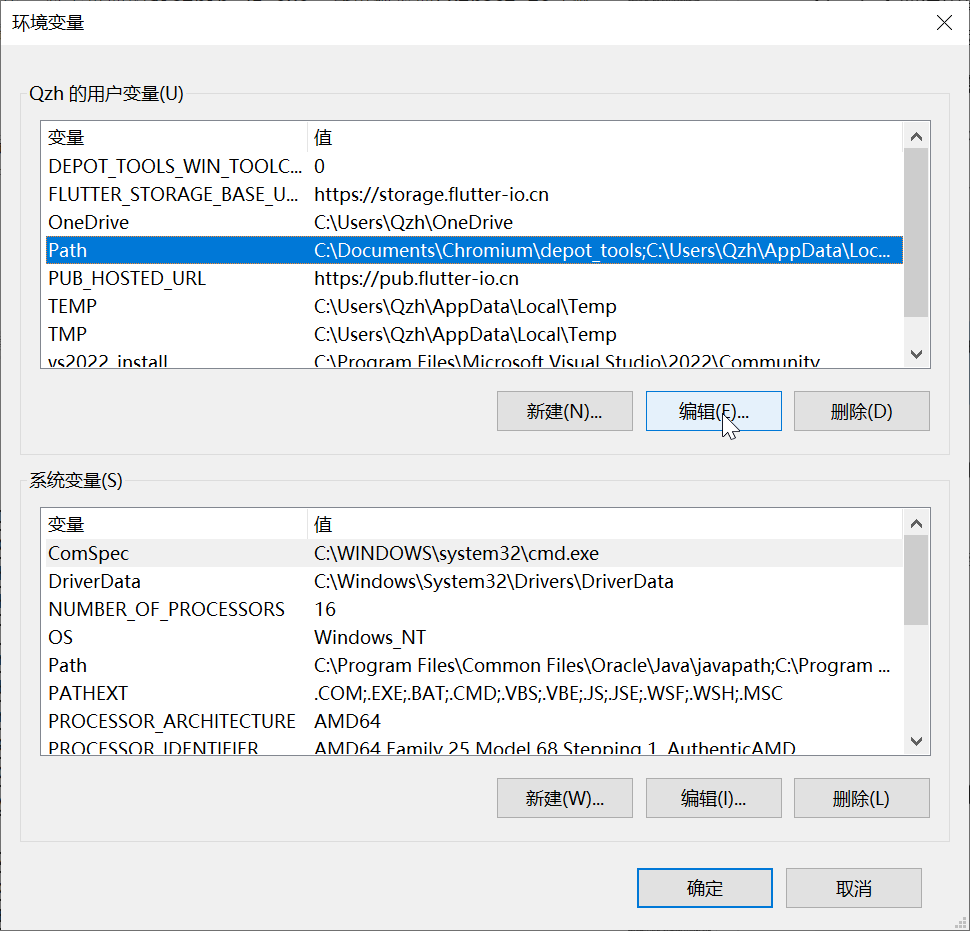 环境变量
Qzh 的用户变量(U)
变量 值
DEPOT_TOOLS_WIN_TOOLC... 0
FLUTTER_STORAGE_BASE_U... https://storage.flutter-io.cn
OneDrive C:\Users\Qzh\OneDrive
Path C:\Documents\Chromium\depot_tools;C:\Users\Qzh\AppData\Loc...
PUB_HOSTED_URL https://pub.flutter-io.cn
TEMP C:\Users\Qzh\AppData\Local\Temp
TMP C:\Users\Qzh\AppData\Local\Temp
vs2022_install C:\Program Files\Microsoft Visual Studio\2022\Community
新建(N)... 编辑(E)... 删除(D)
系统变量(S)
变量 值
ComSpec C:\WINDOWS\system32\cmd.exe
DriverData C:\Windows\System32\Drivers\DriverData
NUMBER_OF_PROCESSORS 16
OS Windows_NT
Path C:\Program Files\Common Files\Oracle\Java\javapath;C:\Program ...
PATHEXT .COM;.EXE;.BAT;.CMD;.VBS;.VBE;.JS;.JSE;.WSF;.WSH;.MSC
PROCESSOR_ARCHITECTURE AMD64
PROCESSOR_IDENTIFIER AMD64 Family 25 Model 68 Stepping 1, AuthenticAMD
新建(W)... 编辑(I)... 删除(L)
确定 取消